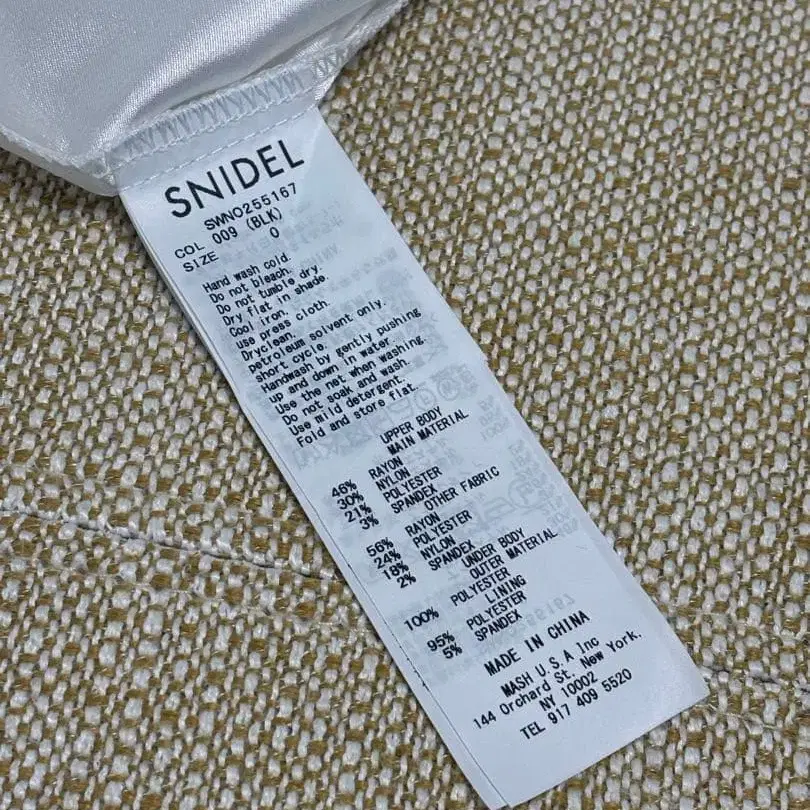 SNIDEL
SWNO255167
COL 009 (BLK)
SIZE 0
Hand wash cold.
Do not bleach.
Do not tumble dry.
Dry flat in shade.
Cool iron.
use press cloth.
Dryclean.
petroleum solvent only.
short cycle.
Handwash by gently pushing
up and down in water
Use the net when washing.
Do not soak and wash.
Use mild detergent.
Fold and store flat.
UPPER BODY
MAIN MATERIAL
46% RAYON
30% NYLON
21% POLYESTER
3% SPANDEX
OTHER FABRIC
56% RAYON
24% POLYESTER
18% NYLON
2% SPANDEX
UNDER BODY
OUTER MATERIAL
100% POLYESTER
LINING
95% POLYESTER
5% SPANDEX
MADE IN CHINA
MASH U.S.A Inc
144 Orchard St. New York.
NY 10002
TEL 917 409 5520